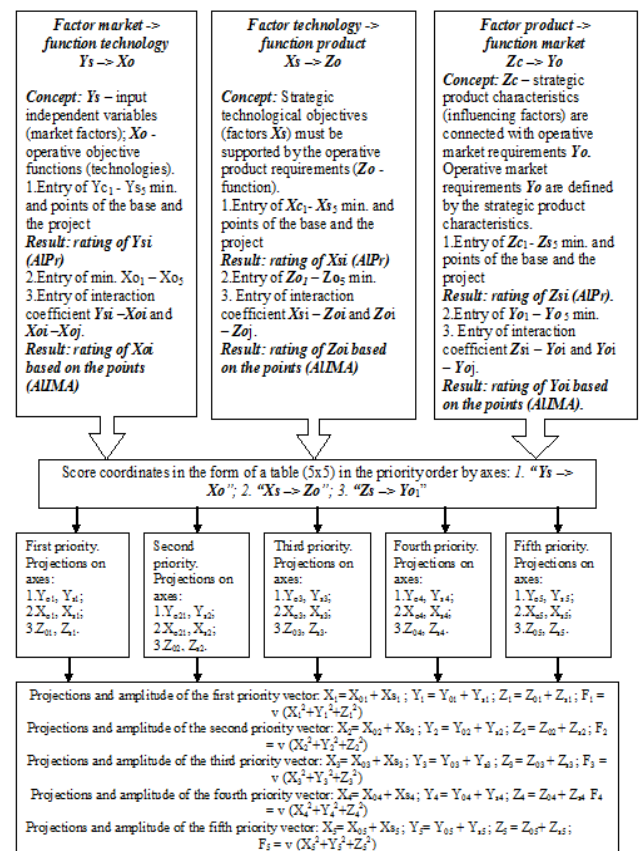 Factor market ->
function technology
Ys –> Xo
Concept: Ys – input
independent variables
(market factors); Xo -
operative objective
functions (technologies).
1.Entry of Yc1 - Ys5 min.
and points of the base and
the project
Result: rating of Ysi
(AlPr)
2.Entry of min. Xo1 – Xo5
3.Entry of interaction
coefficient Ysi –Xoi and
Xoi –Xoj.
Result: rating of Xoi
based on the points
(AlIMA)
Factor technology ->
function product
Xs –> Zo
Concept: Strategic
technological objectives
(factors Xs) must be
supported by the operative
product requirements (Zo -
function).
1.Entry of Xc1- Xs5 min. and
points of the base and the
project
Result: rating of Xsi (AlPr)
2.Entry of Zo1 – Zo5 min.
3. Entry of interaction
coefficient Xsi – Zoi and Zoi
– Zoj.
Result: rating of Zoi based
on the points (AlIMA)
Factor product ->
function market
Zc –> Yo
Concept: Zc – strategic
product characteristics
(influencing factors) are
connected with operative
market requirements Yo.
Operative market
requirements Yo are defined
by the strategic product
characteristics.
1.Entry of Zc1- Zs5 min. and
points of the base and the
project
Result: rating of Zsi (AlPr).
2.Entry of Yo1 – Yo5 min.
3. Entry of interaction
coefficient Zsi – Yoi and Yoi
– Yoj.
Result: rating of Yoi based
on the points (AlIMA).
Score coordinates in the form of a table (5x5) in the priority order by axes: 1. “Ys –>
Xo”; 2. “Xs –> Zo”; 3. “Zs –> Yo1”
First priority.
Projections on
axes:
1.Yo1, Ys1;
2.Xo1, Xs1;
3.Z01, Zs1.
Second
priority.
Projections on
axes:
1.Yo21, Ys2;
2.Xo21, Xs2;
3.Z02, Zs2.
Third priority.
Projections on
axes:
1.Yo3, Ys3;
2.Xo3, Xs3;
3.Z03, Zs3.
Fourth priority.
Projections on
axes:
1.Yo4, Ys4;
2.Xo4, Xs4;
3.Z04, Zs4.
Fifth priority.
Projections on
axes:
1.Yo5, Ys5;
2.Xo5, Xs5;
3.Z05, Zs5.
Projections and amplitude of the first priority vector: X1= X01 + Xs1 ; Y1 = Y01 + Ys1 ; Z1 = Z01 + Zs1 ; F1 =
v (X1²+Y1²+Z1²)
Projections and amplitude of the second priority vector: X2= X02 + Xs2 ; Y2 = Y02 + Ys2 ; Z2 = Z02 + Zs2; F2
= v (X2²+Y2²+Z2²)
Projections and amplitude of the third priority vector: X3= X03 + Xs3; Y3 = Y03 + Ys3 ; Z3 = Z03 + Zs3; F3 =
v (X3²+Y3²+Z3²)
Projections and amplitude of the fourth priority vector: X4= X04 + Xs4; Y4 = Y04 + Ys4 ; Z4 = Z04 + Zs4 F4
= v (X4²+Y4²+Z4²)
Projections and amplitude of the fifth priority vector: X5= X05 + Xs5 ; Y5= Y05 + Ys5 ; Z5 = Z05+ Zs5 ;
F5 = v (X5²+Y5²+Z5²)